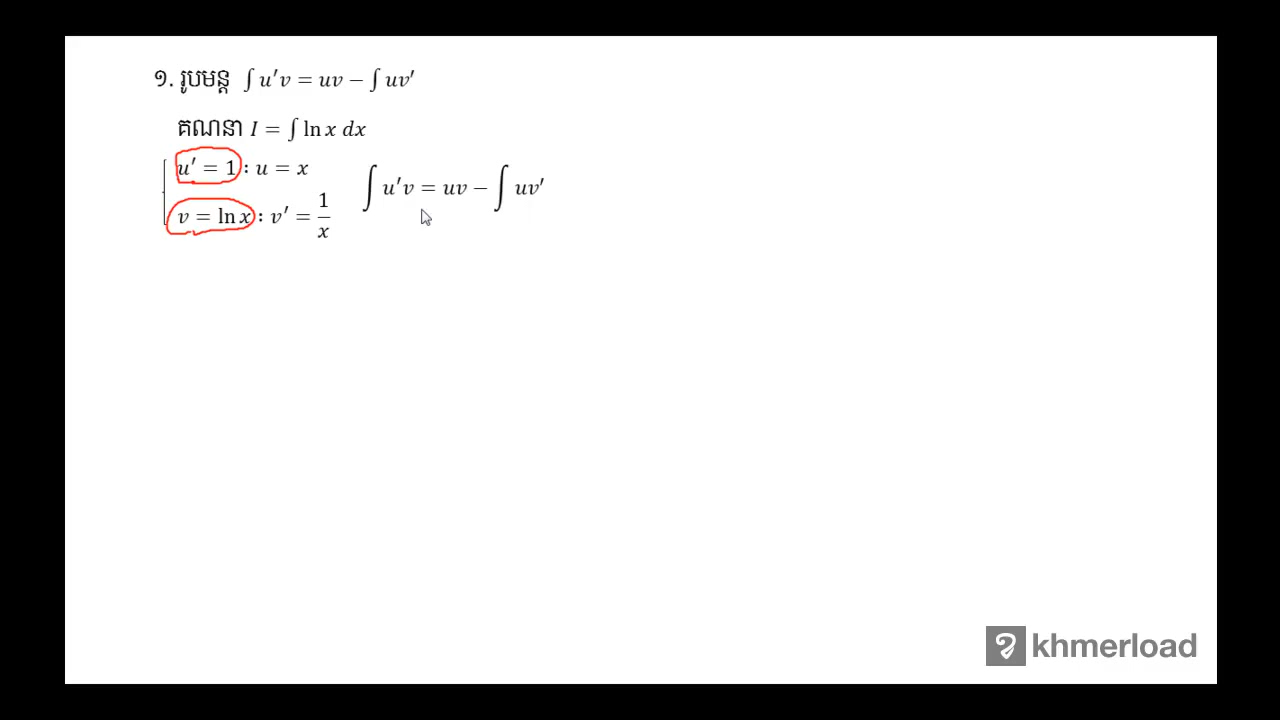 ១. រូបមន្ត ∫ u′v = uv − ∫ uv′
គណនា I = ∫ ln x dx
u′ = 1 : u = x
v = ln x : v′ = 1/x
∫ u′v = uv − ∫ uv′
khmerload